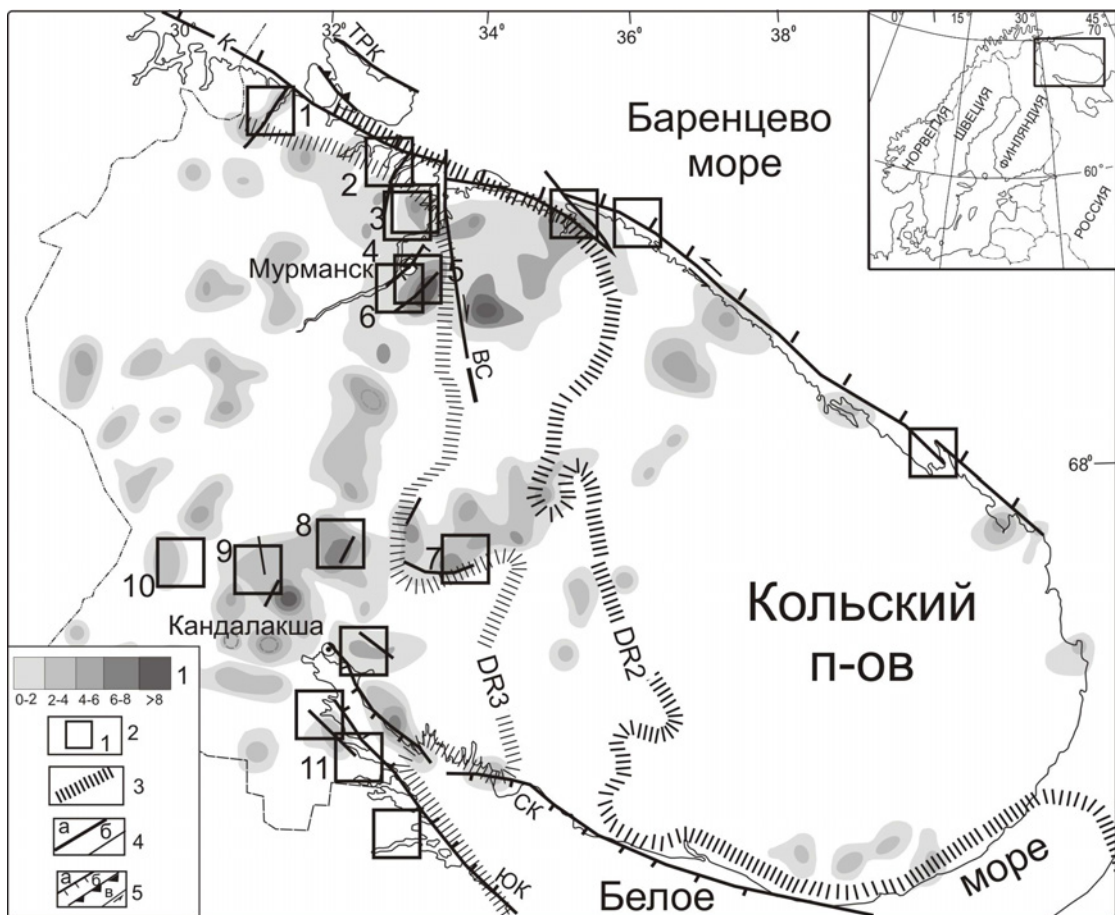 30°
32°
34°
36°
38°
К
ТРК
Баренцево
море
0°
15°
30°
45°
70°
НОРВЕГИЯ
ШВЕЦИЯ
ФИНЛЯНДИЯ
60°
РОССИЯ
1
2
3
4
Мурманск
5
6
ВС
68°
8
9
7
10
Кандалакша
Кольский
п-ов
DR3
DR2
11
СК
ЮК
Белое
море
0-2
2-4
4-6
6-8
>8
1
1
2
3
а
б
4
а
б
в
5